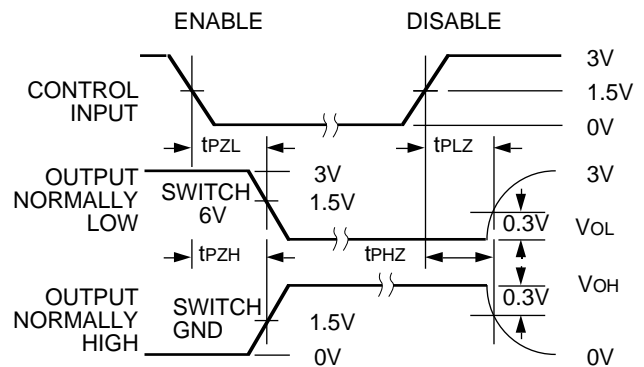 ENABLE DISABLE
3V
CONTROL INPUT 1.5V
0V
tPZL tPLZ
OUTPUT NORMALLY LOW
SWITCH 6V
3V 3V
1.5V
0.3V VOL
tPZH tPHZ
VOH
0.3V
OUTPUT NORMALLY HIGH
SWITCH GND
1.5V
0V 0V